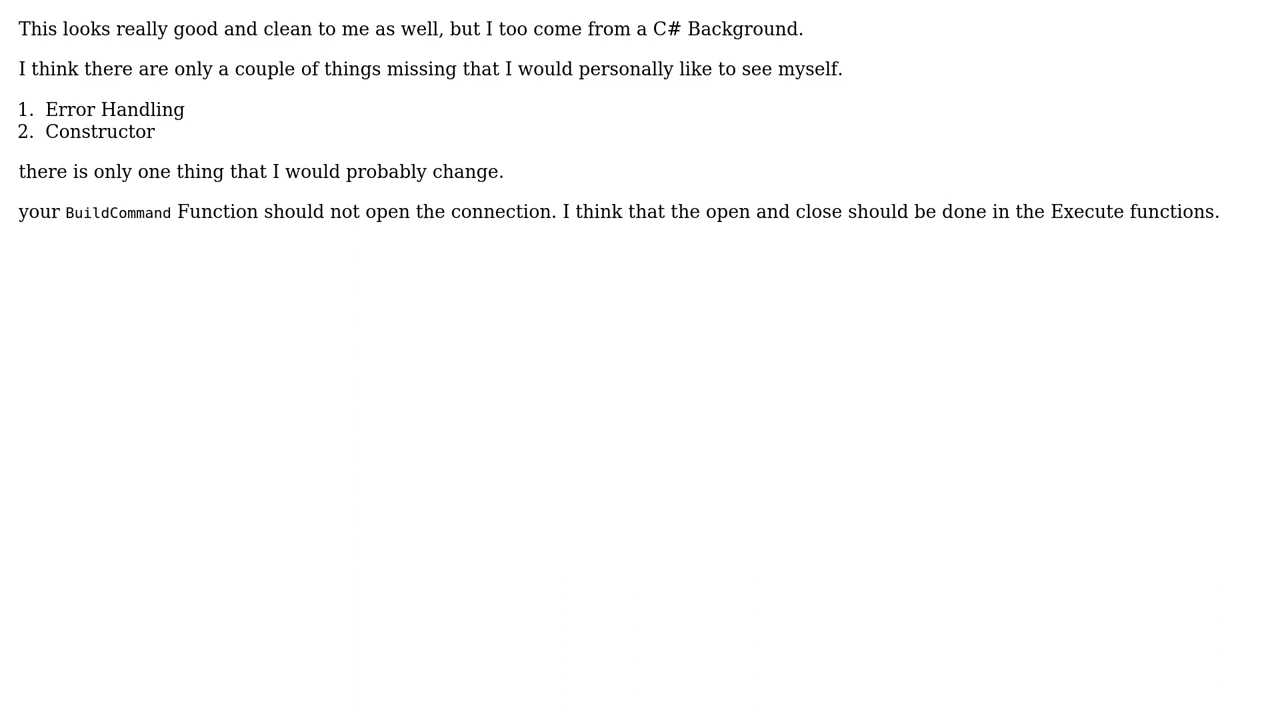 This looks really good and clean to me as well, but I too come from a C# Background.
I think there are only a couple of things missing that I would personally like to see myself.
1. Error Handling
2. Constructor
there is only one thing that I would probably change.
your BuildCommand Function should not open the connection. I think that the open and close should be done in the Execute functions.